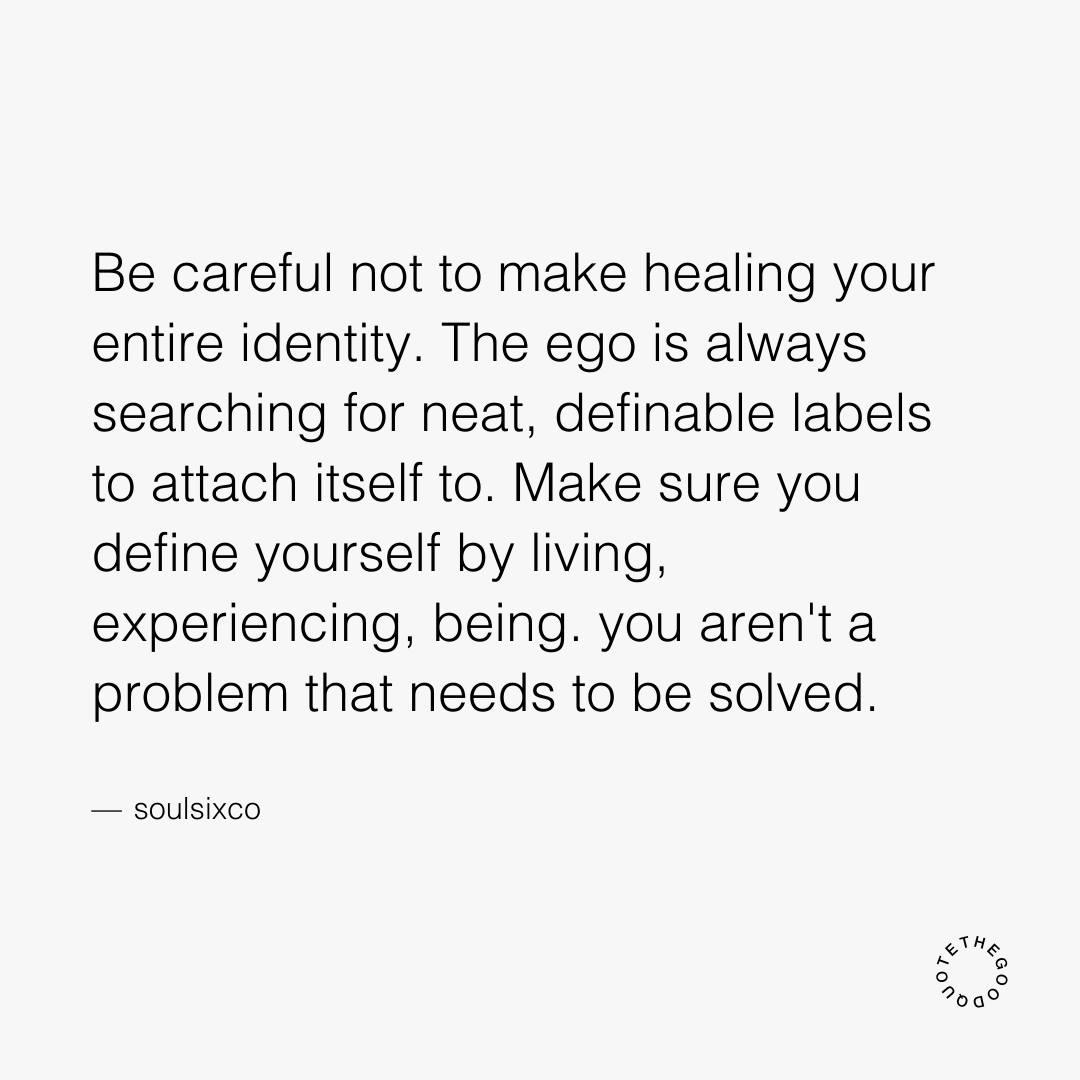 Be careful not to make healing your
entire identity. The ego is always
searching for neat, definable labels
to attach itself to. Make sure you
define yourself by living,
experiencing, being. you aren't a
problem that needs to be solved.
— soulsixco
THEGOODQUOTE